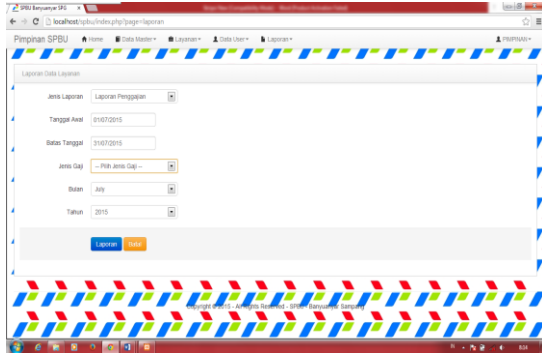 SPBU Banyuanyar SPG
localhost/spbu/index.php?page=laporan
Pimpinan SPBU Home Data Master Layanan Data User Laporan PIMPINAN
Laporan Data Layanan
Jenis Laporan Laporan Penggajian
Tanggal Awal 01/07/2015
Batas Tanggal 31/07/2015
Jenis Gaji -- Pilih Jenis Gaji --
Bulan July
Tahun 2015
Laporan Batal
Copyright © 2015 - All Rights Reserved - SPBU - Banyuanyar Sampang
8:04